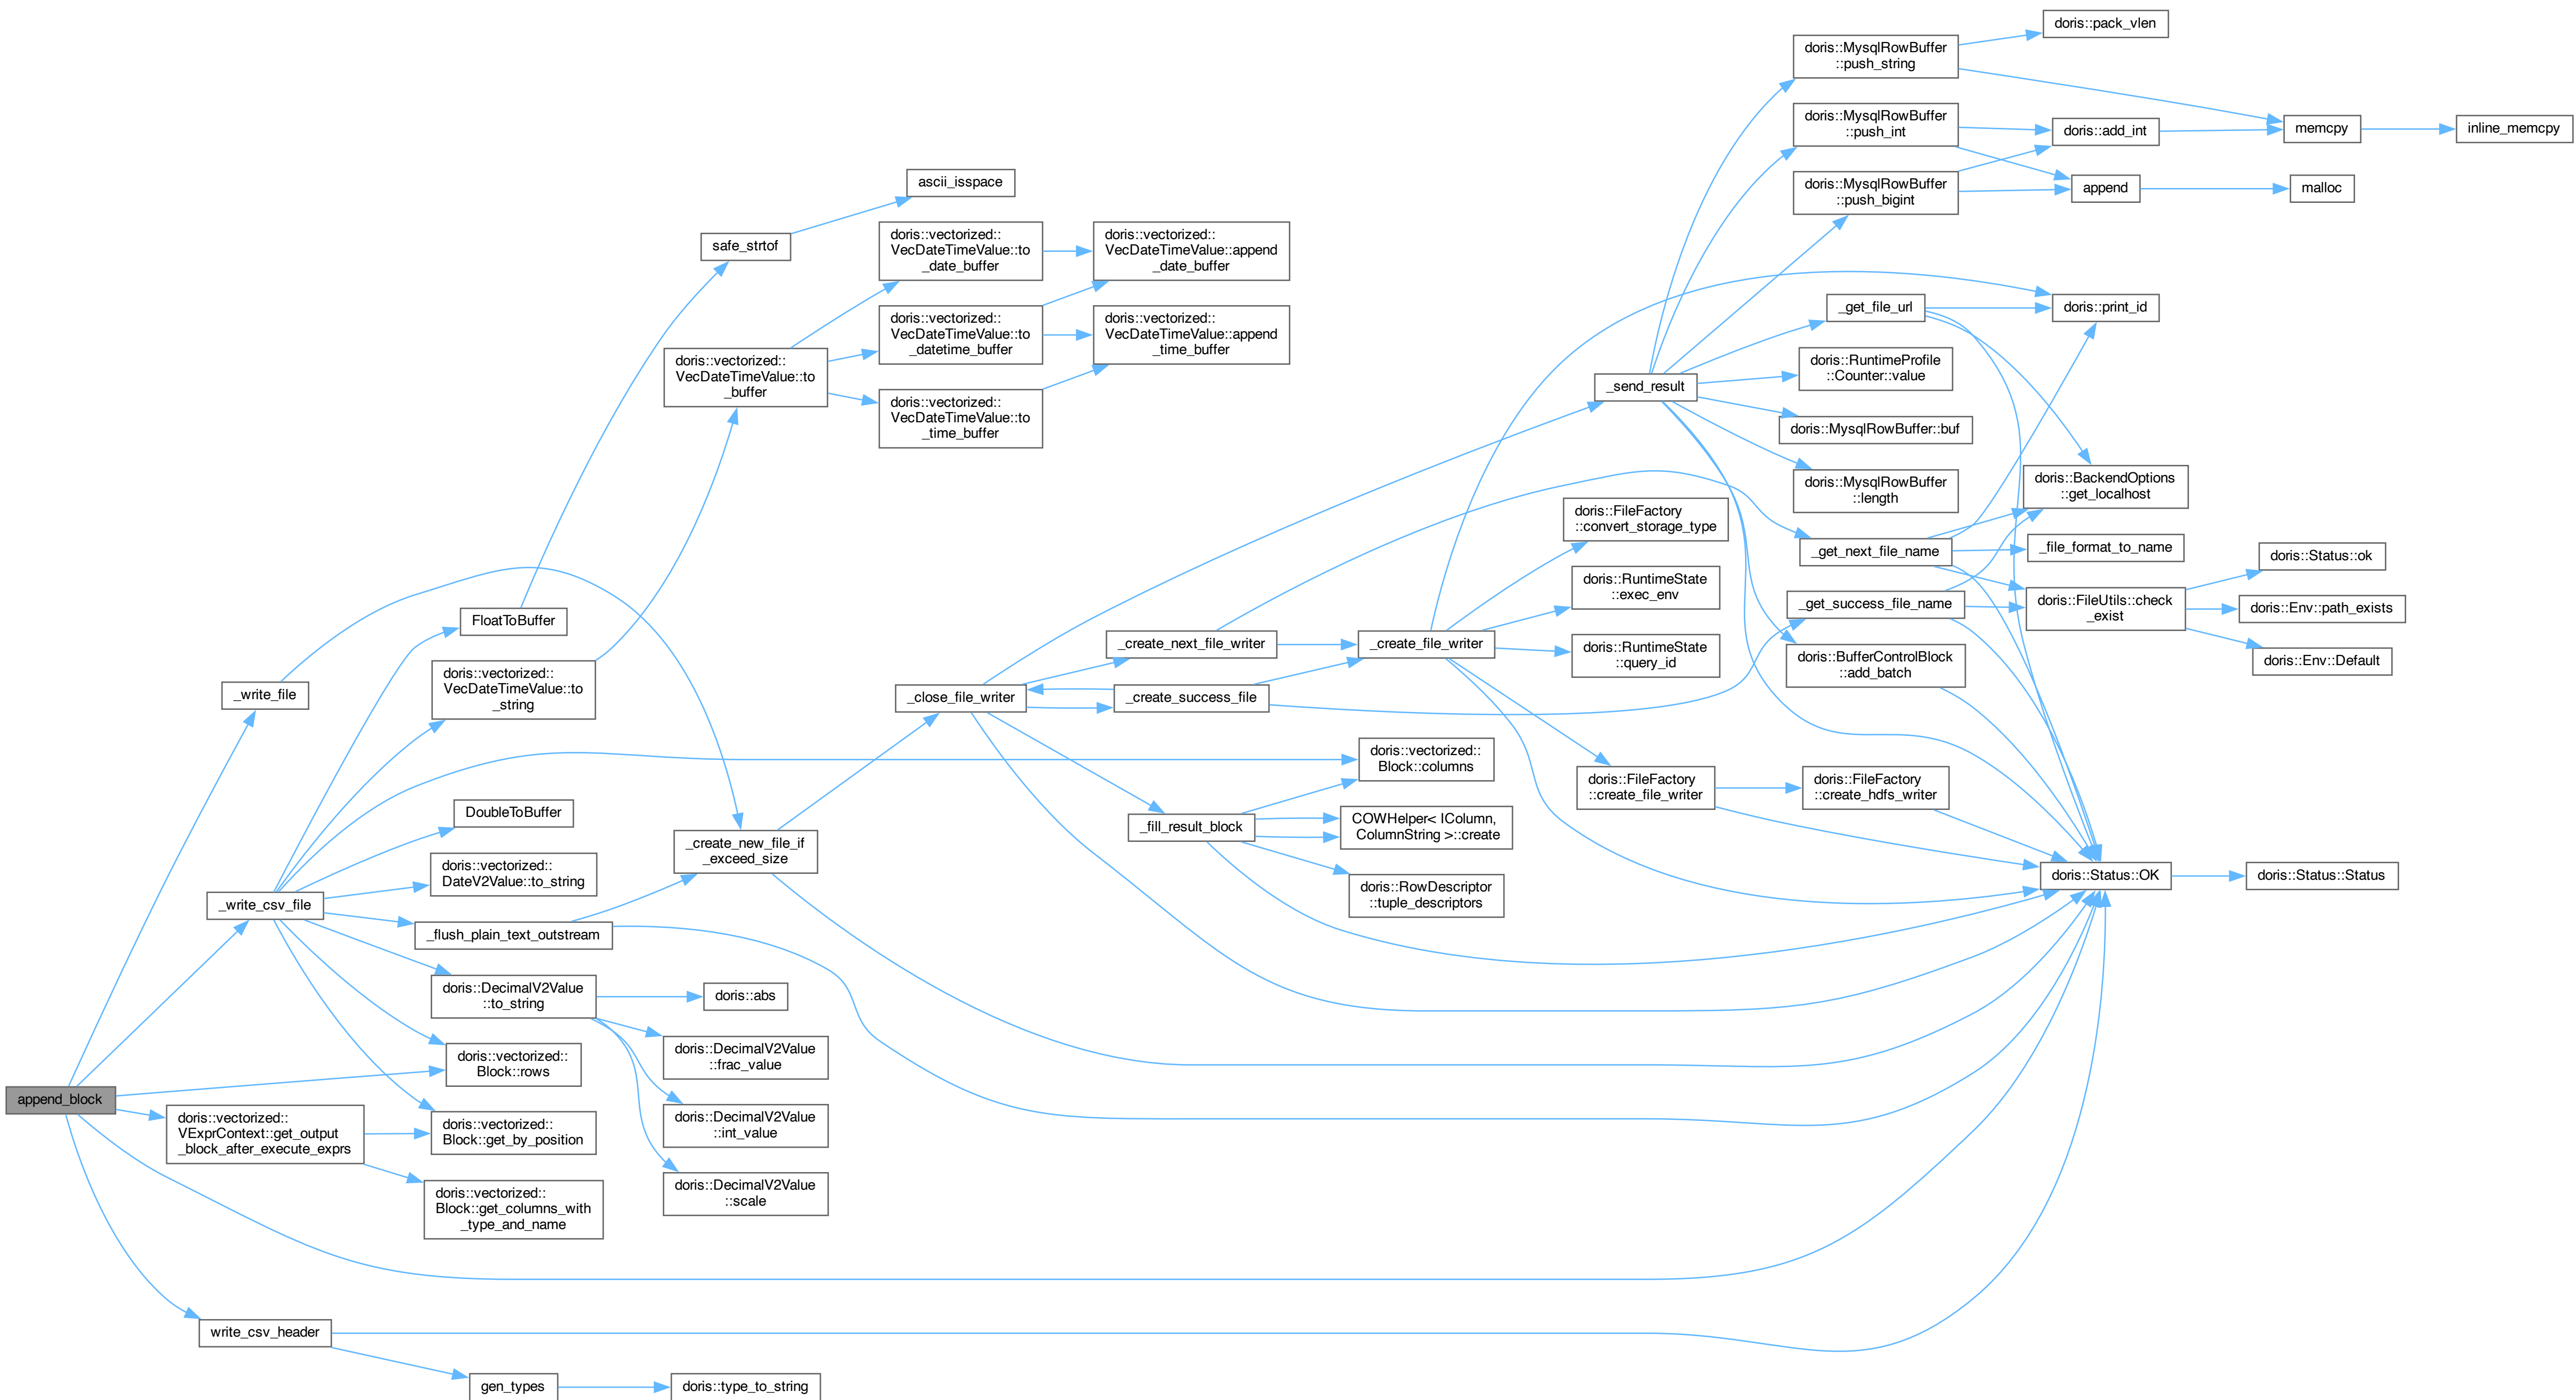 append_block
_write_file
_write_csv_file
doris::vectorized::
VExprContext::get_output
_block_after_execute_exprs
write_csv_header
FloatToBuffer
doris::vectorized::
VecDateTimeValue::to
_string
DoubleToBuffer
doris::vectorized::
DateV2Value::to_string
_flush_plain_text_outstream
doris::DecimalV2Value
::to_string
doris::vectorized::
Block::rows
doris::vectorized::
Block::get_by_position
doris::vectorized::
Block::get_columns_with
_type_and_name
gen_types
safe_strtof
doris::vectorized::
VecDateTimeValue::to
_buffer
_create_new_file_if
_exceed_size
doris::abs
doris::DecimalV2Value
::frac_value
doris::DecimalV2Value
::int_value
doris::DecimalV2Value
::scale
doris::type_to_string
ascii_isspace
doris::vectorized::
VecDateTimeValue::to
_date_buffer
doris::vectorized::
VecDateTimeValue::to
_datetime_buffer
doris::vectorized::
VecDateTimeValue::to
_time_buffer
_close_file_writer
doris::vectorized::
VecDateTimeValue::append
_date_buffer
doris::vectorized::
VecDateTimeValue::append
_time_buffer
_create_next_file_writer
_create_success_file
_fill_result_block
_create_file_writer
doris::vectorized::
Block::columns
COWHelper< IColumn,
ColumnString >::create
doris::RowDescriptor
::tuple_descriptors
_send_result
doris::FileFactory
::convert_storage_type
doris::RuntimeState
::exec_env
doris::RuntimeState
::query_id
doris::FileFactory
::create_file_writer
doris::MysqlRowBuffer
::push_string
doris::MysqlRowBuffer
::push_int
doris::MysqlRowBuffer
::push_bigint
_get_file_url
doris::RuntimeProfile
::Counter::value
doris::MysqlRowBuffer::buf
doris::MysqlRowBuffer
::length
_get_next_file_name
_get_success_file_name
doris::BufferControlBlock
::add_batch
doris::FileFactory
::create_hdfs_writer
doris::pack_vlen
doris::add_int
append
doris::print_id
doris::BackendOptions
::get_localhost
_file_format_to_name
doris::FileUtils::check
_exist
doris::Status::OK
memcpy
malloc
doris::Status::ok
doris::Env::path_exists
doris::Env::Default
doris::Status::Status
inline_memcpy